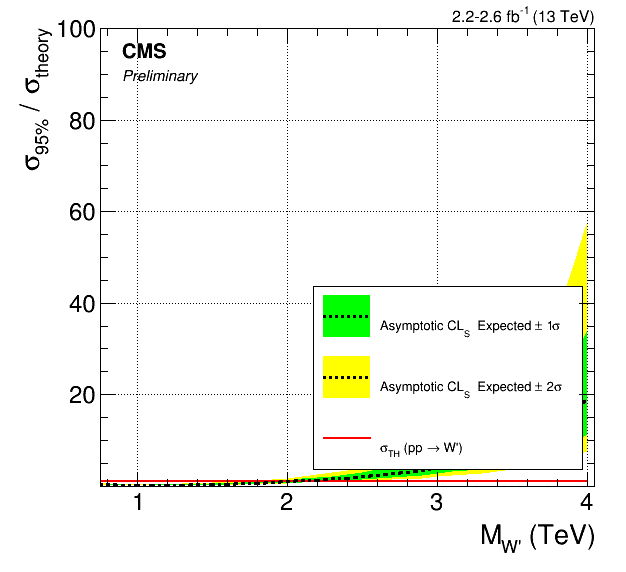 2.2-2.6 fb⁻¹ (13 TeV)
CMS
Preliminary
σ95% / σtheory
100
80
60
40
20
Asymptotic CLS Expected ± 1σ
Asymptotic CLS Expected ± 2σ
σTH (pp → W')
1 2 3 4
MW' (TeV)